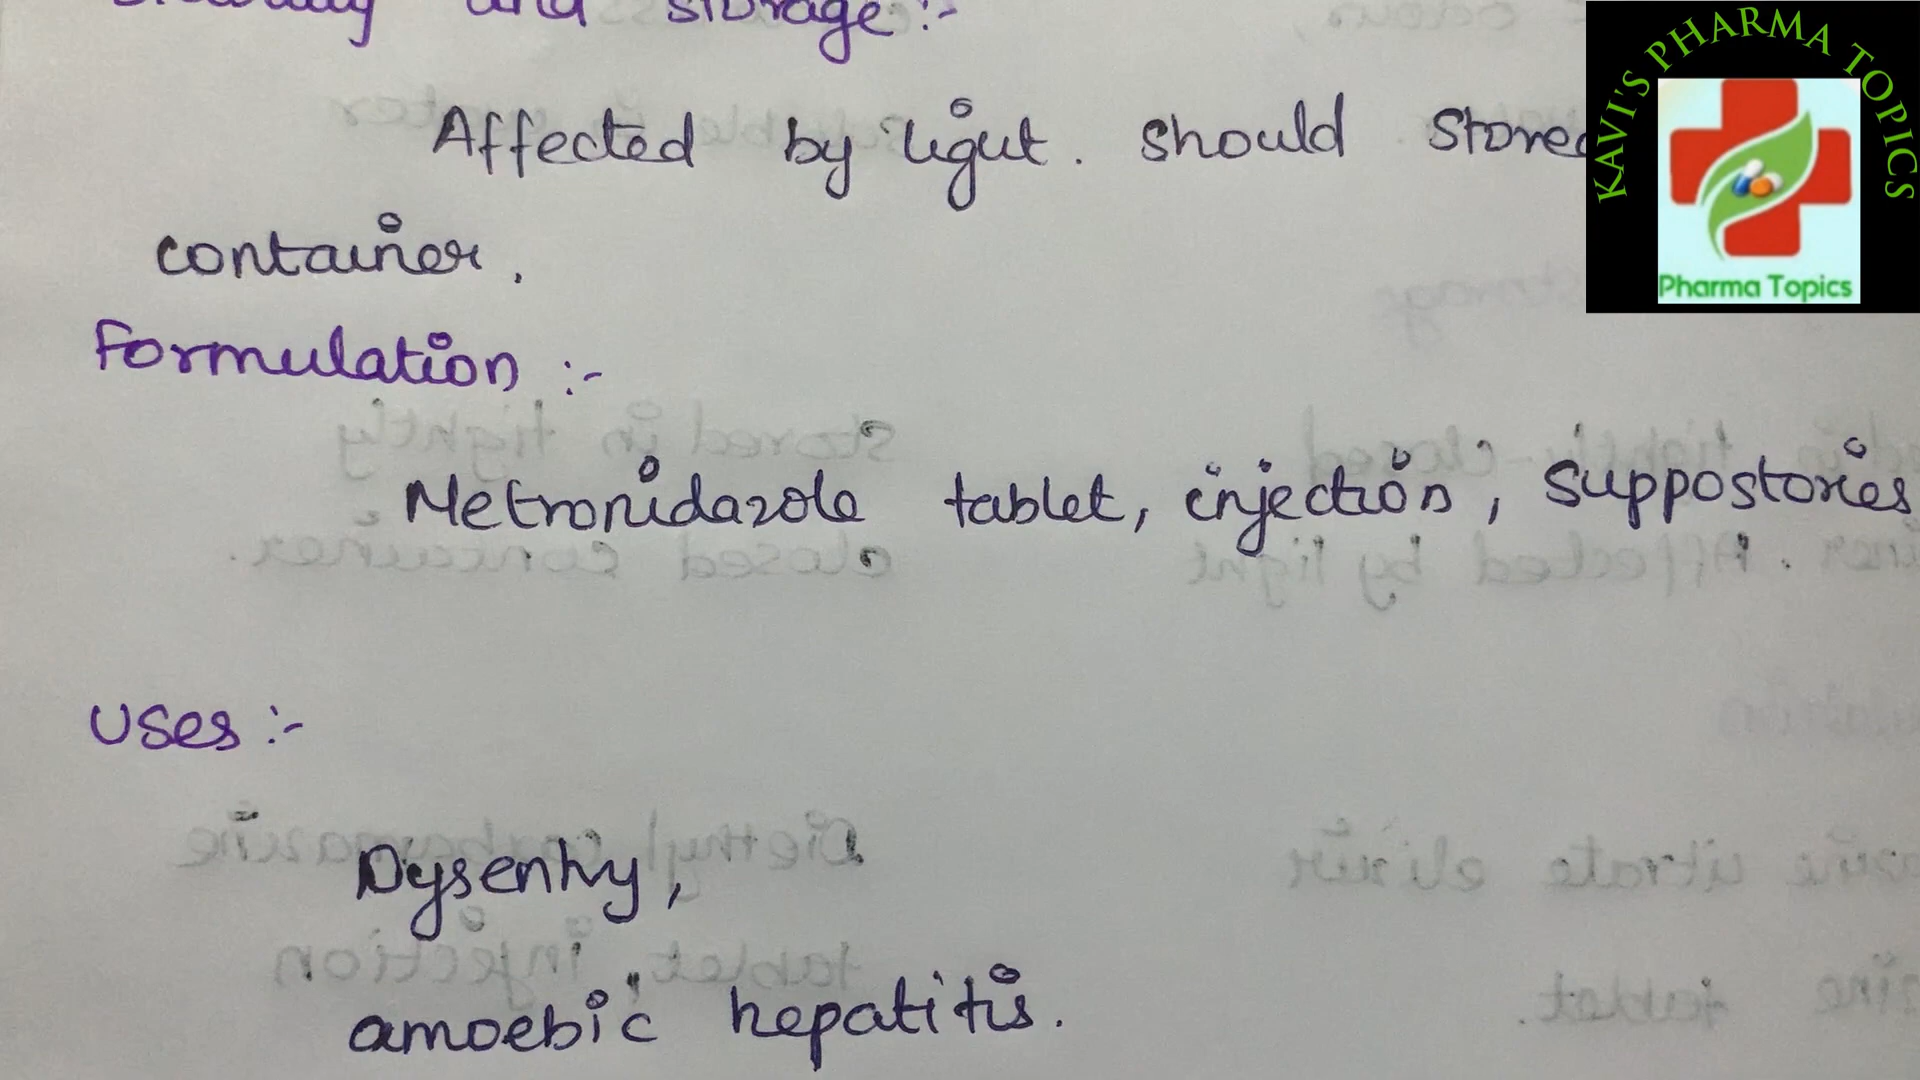 and storage :-
Affected by light. should stored
container.
Formulation :-
Metronidazole tablet, injection, suppostories
Uses :-
Dysentry,
amoebic hepatitis.
KAVI'S PHARMA TOPICS
Pharma Topics